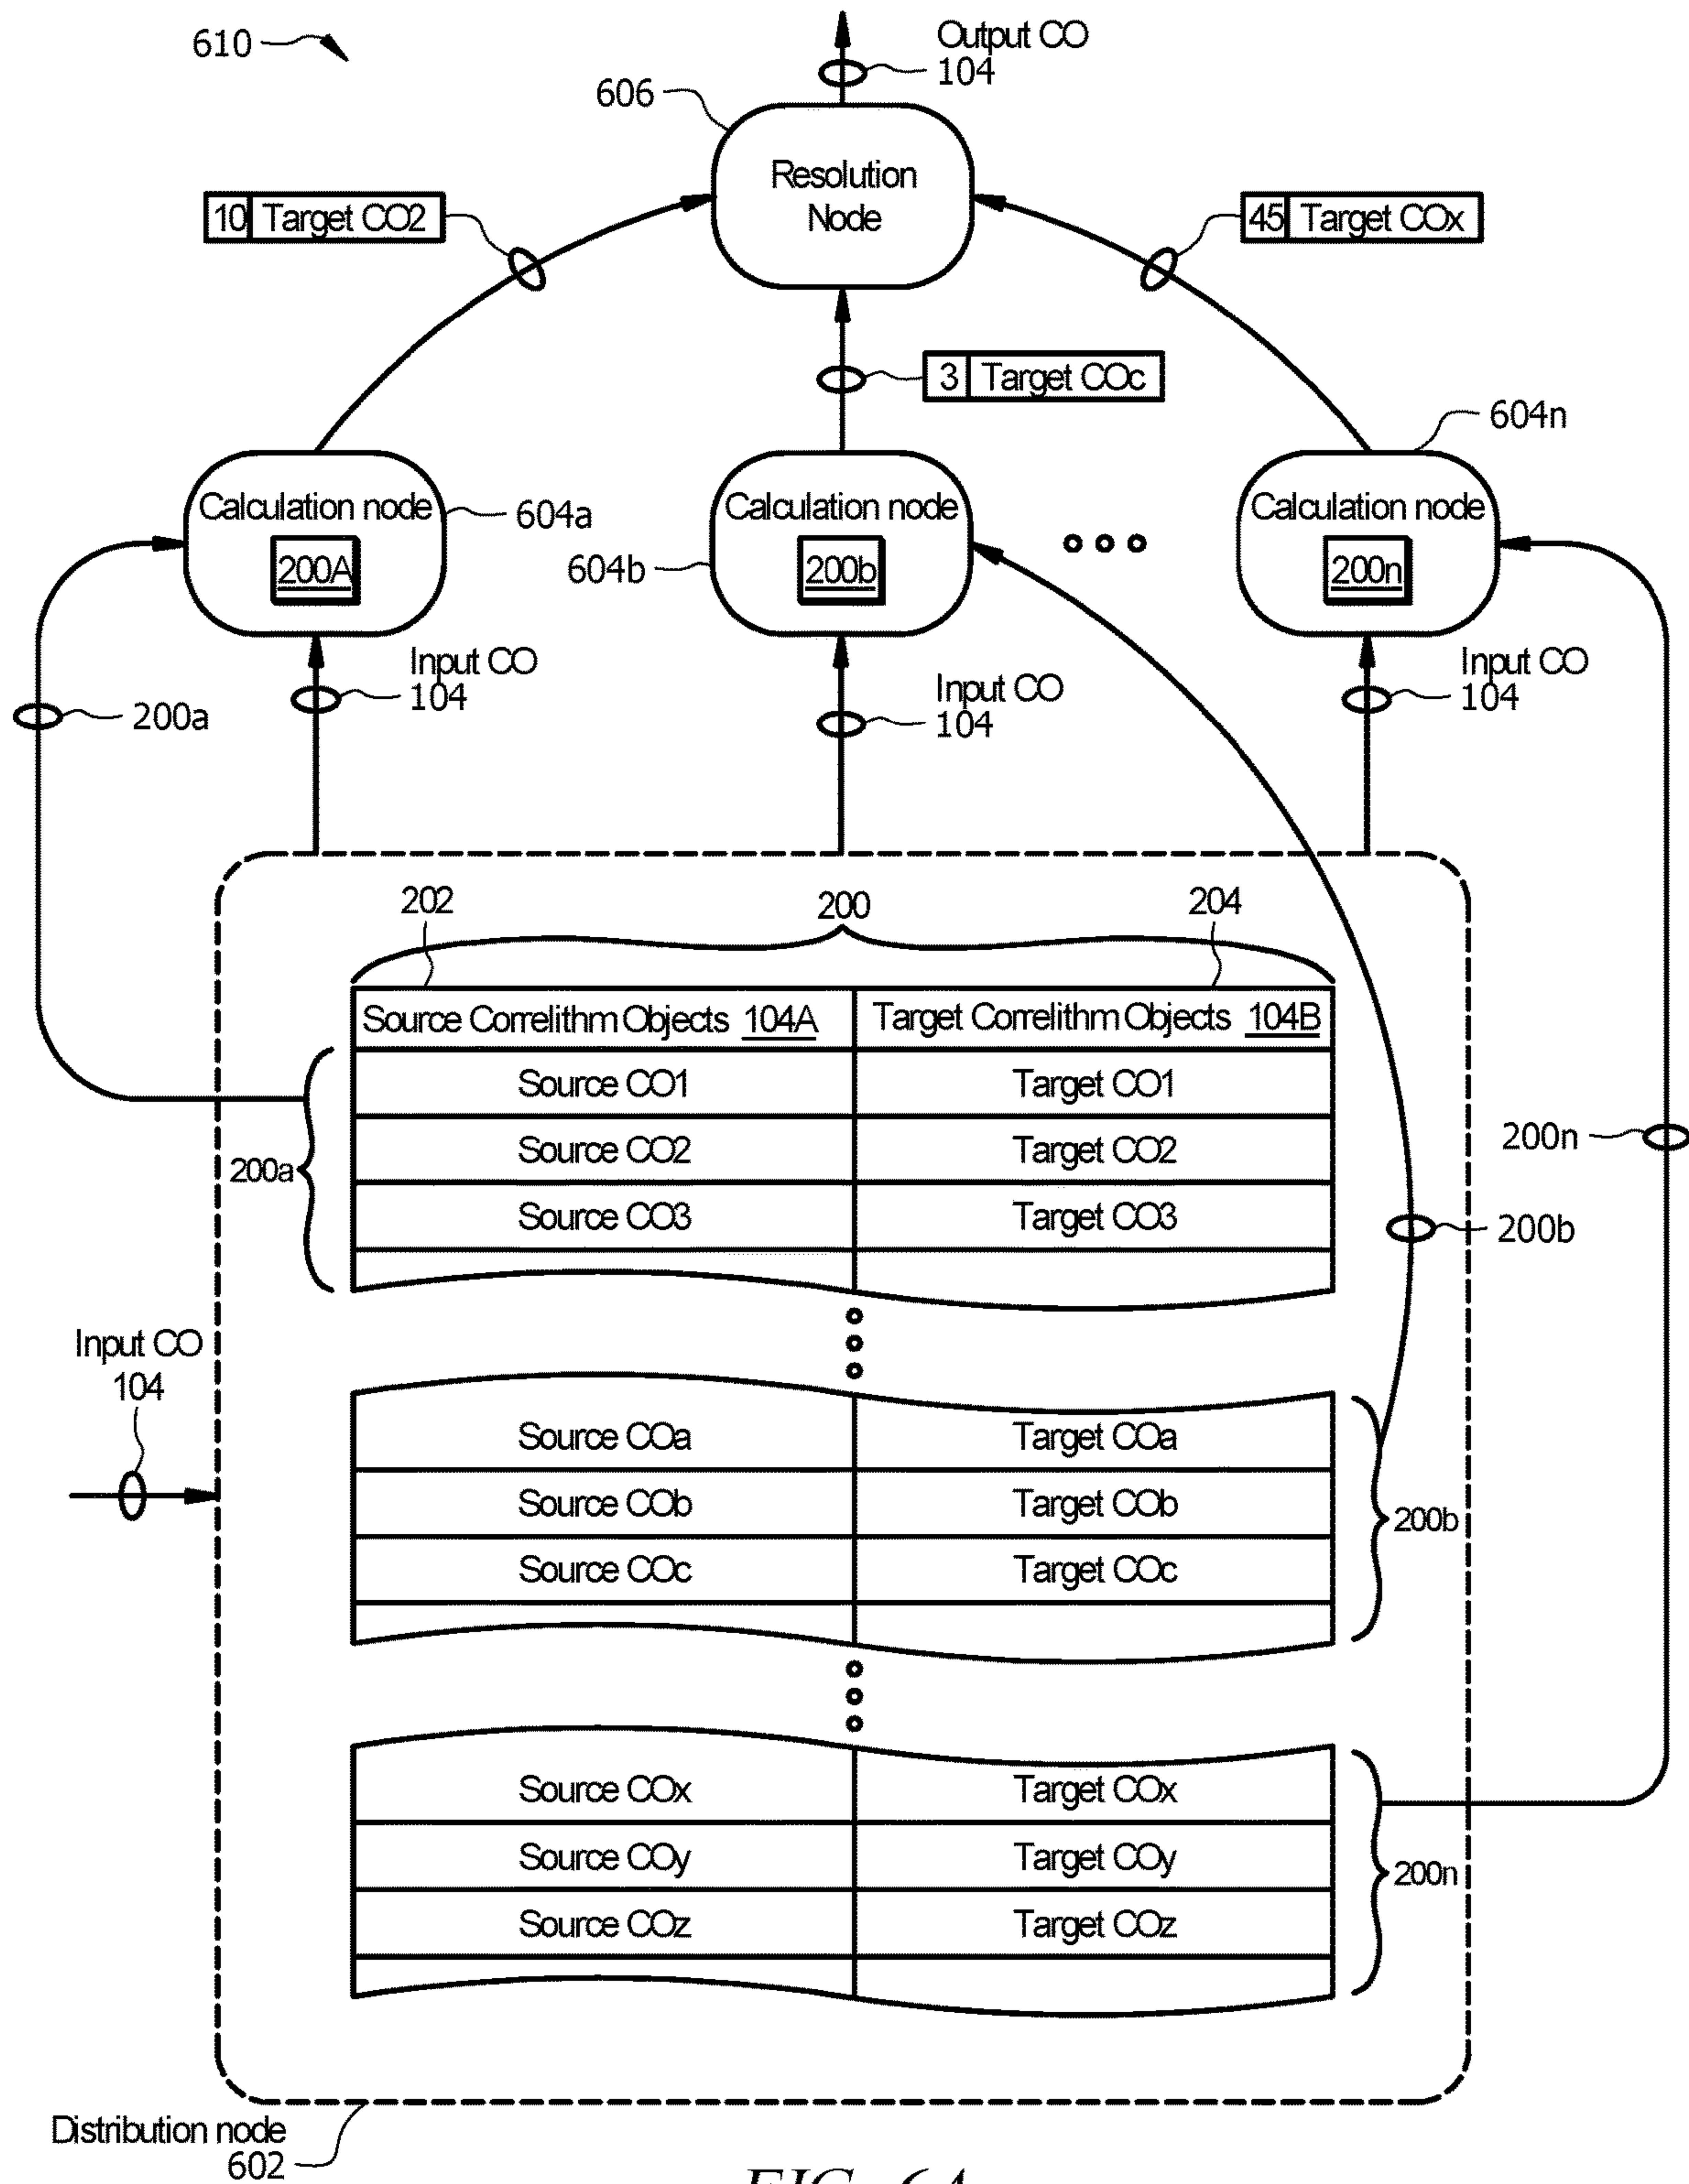 610
Output CO
104
606
Resolution
Node
10 Target CO2
45 Target COx
3 Target COc
604n
Calculation node
200A
604a
Calculation node
200b
604b
Calculation node
200n
Input CO
104
200a
Input CO
104
Input CO
104
202
200
204
Source Correlithm Objects 104A Target Correlithm Objects 104B
Source CO1 Target CO1
200n
Source CO2 Target CO2
200a
Source CO3 Target CO3
200b
Input CO
104
Source COa Target COa
Source COb Target COb
200b
Source COc Target COc
Source COx Target COx
Source COy Target COy
200n
Source COz Target COz
Distribution node
602
FIG. 6A